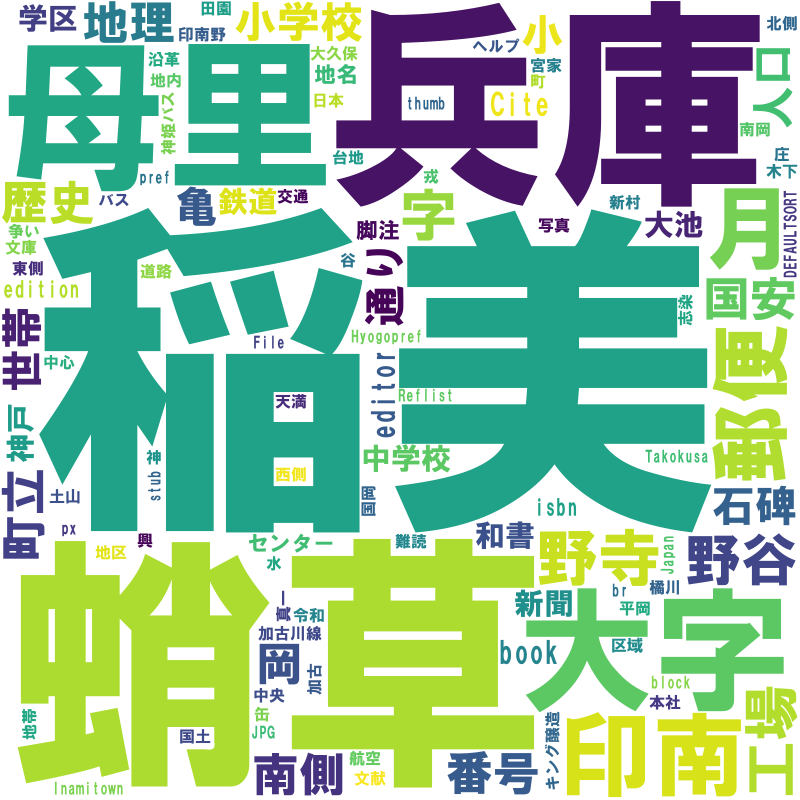 学区
地理
田園
印南野
小学校
兵庫
ヘルプ
小
北側
沿革
大久保
宮家
町
人口
母里
地内
地名
神姫バス
日本
thumb
Cite
南岡
台地
庄
木下
pref
バス
戎
歴史
亀
鉄道
交通
字
新村
月
DEFAULTSORT
争い
文庫
脚注
写真
大池
東側
道路
谷
通り
edition
国安
志染
稲美
世帯
中心
File
Hyogopref
郵便
天満
editor
Reflist
神戸
神
中学校
Takokusa
stub
西側
国岡
町立
土山
isbn
石碑
px
興
センター
難読
和書
野寺
Japan
野谷
地区
水
br
橘川
蛸草
真一
令和
新聞
平岡
大字
加古川線
岡
book
区域
中央
加古
block
本社
地帯
缶
国土
JPG
南側
航空
文献
番号
キング醸造
印南
工場
Inamitown